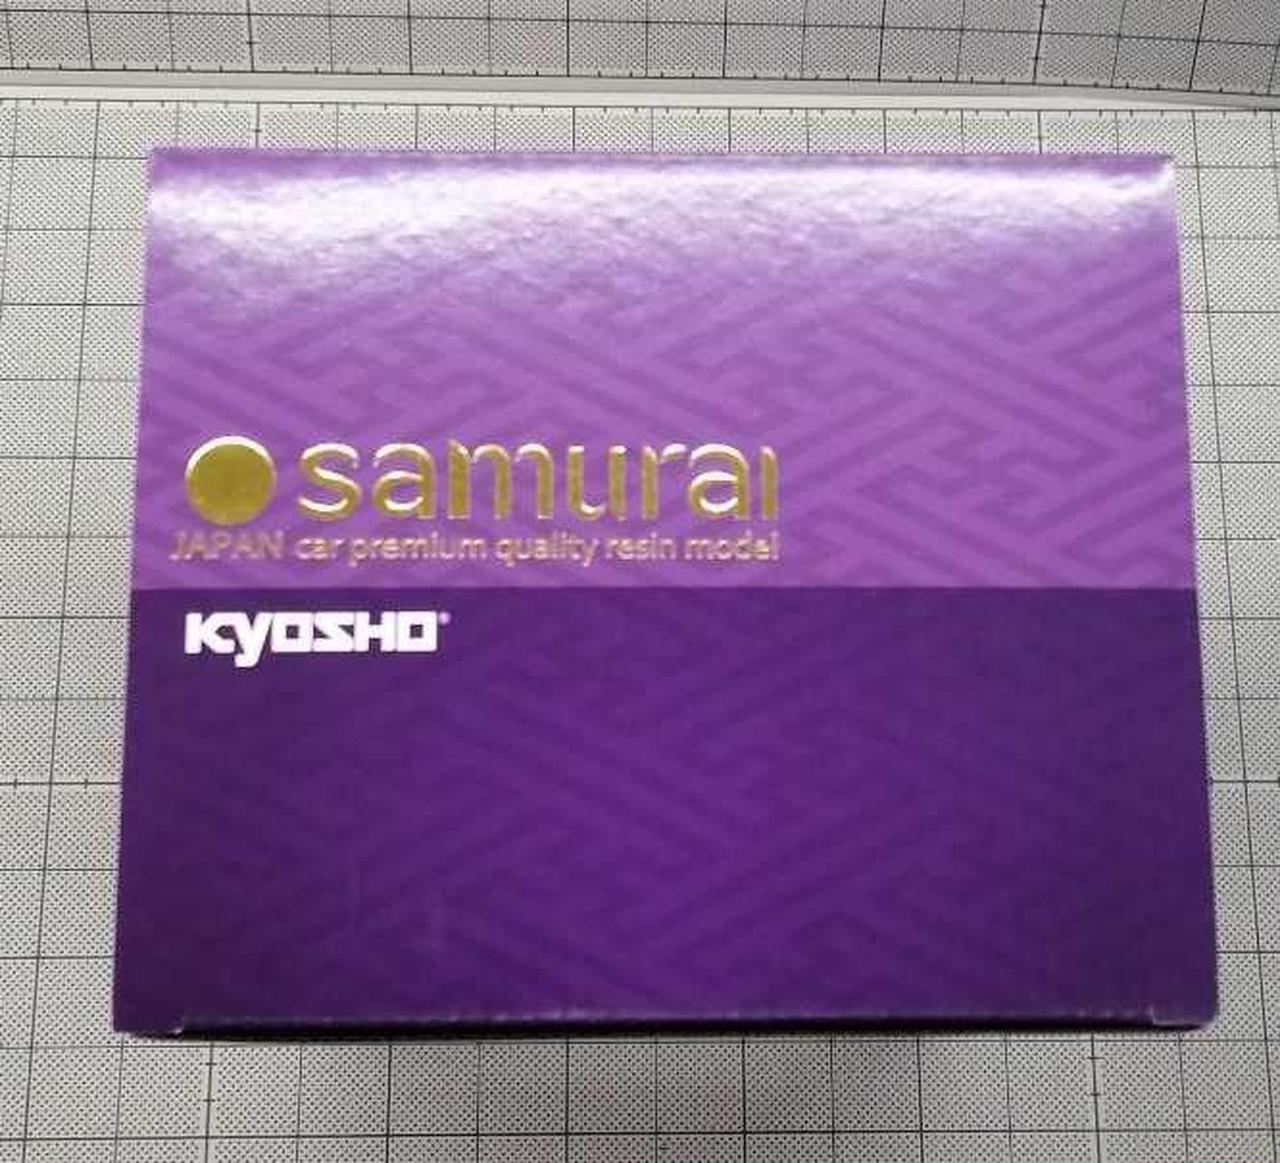 samurai
JAPAN car premium quality resin model
KYOSHO®